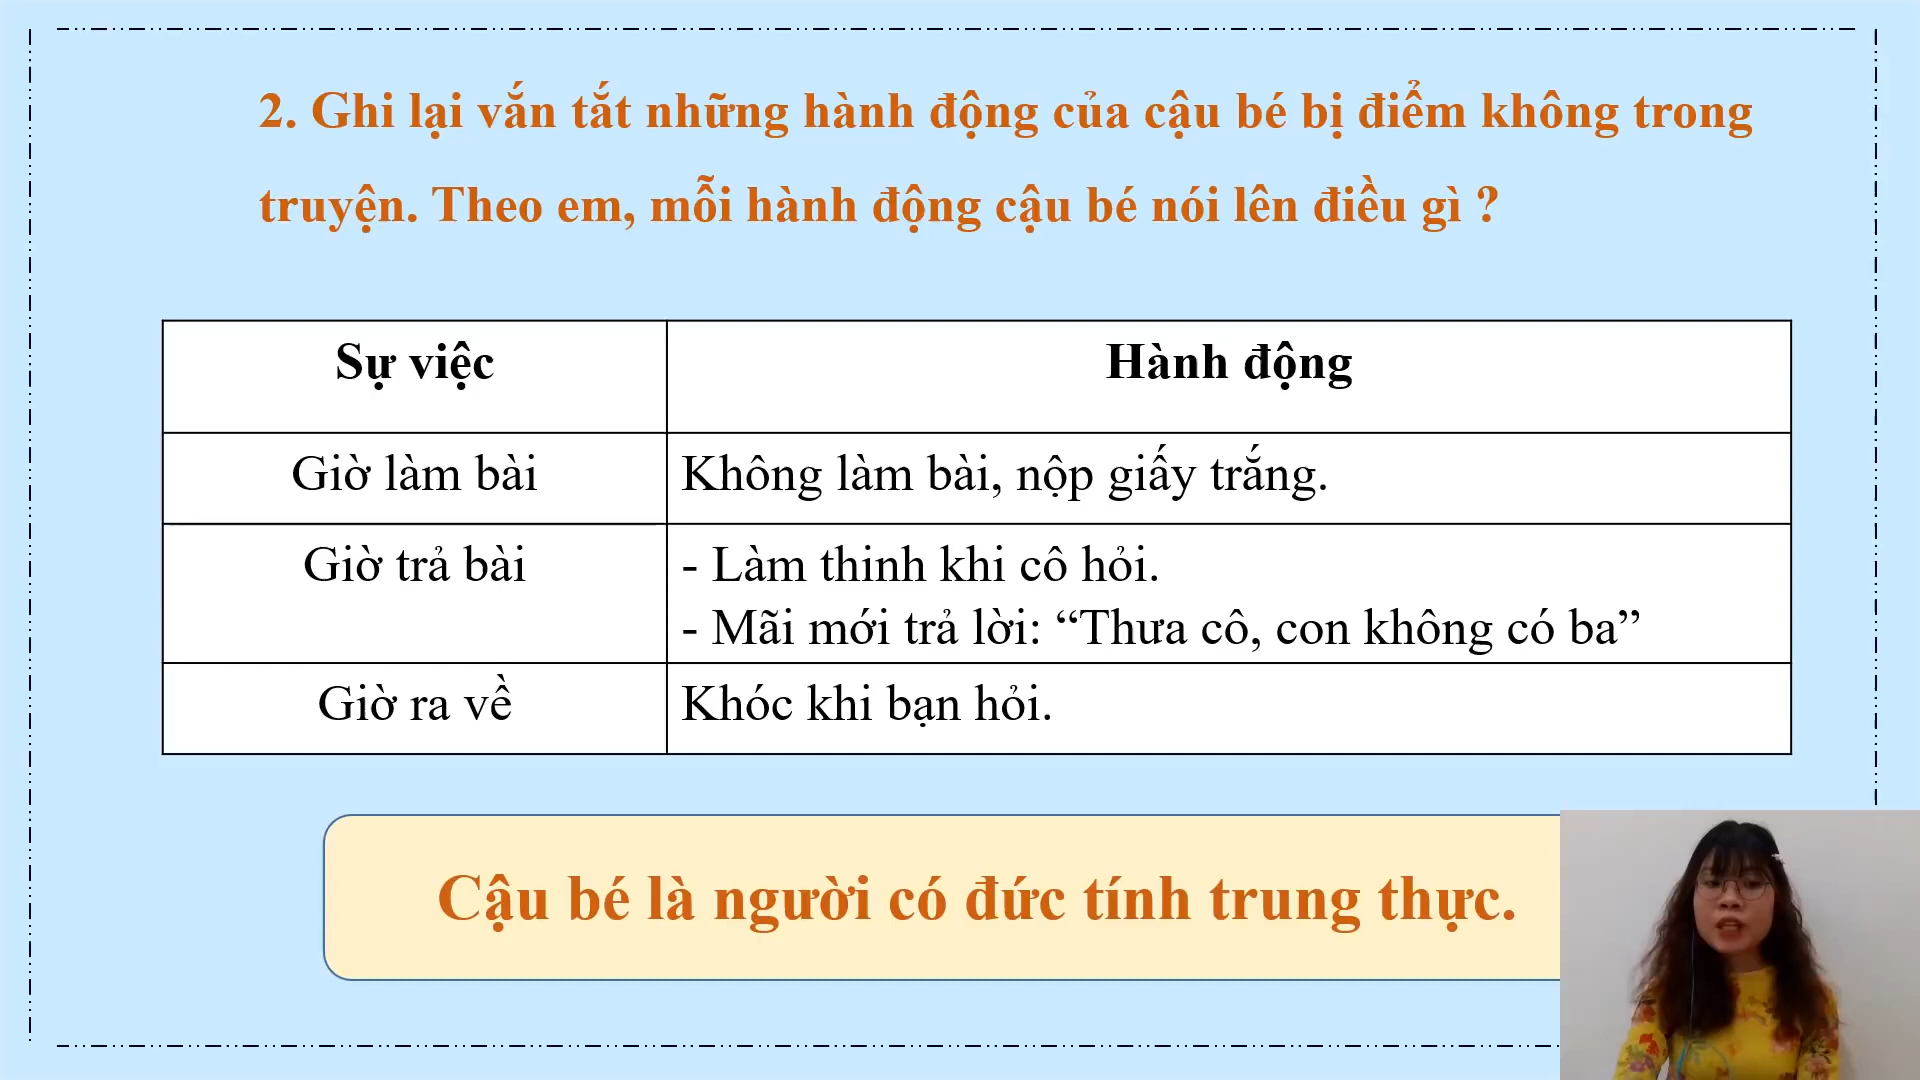 2. Ghi lại vắn tắt những hành động của cậu bé bị điểm không trong
truyện. Theo em, mỗi hành động cậu bé nói lên điều gì ?
Sự việc
Hành động
Giờ làm bài
Không làm bài, nộp giấy trắng.
Giờ trả bài
- Làm thinh khi cô hỏi.
- Mãi mới trả lời: “Thưa cô, con không có ba”
Giờ ra về
Khóc khi bạn hỏi.
Cậu bé là người có đức tính trung thực.